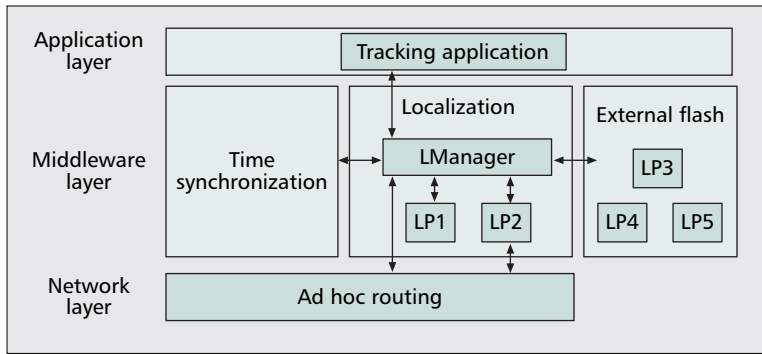 Application
layer
Tracking application
Middleware
layer
Time
synchronization
Localization
LManager
LP1
LP2
External flash
LP3
LP4
LP5
Network
layer
Ad hoc routing